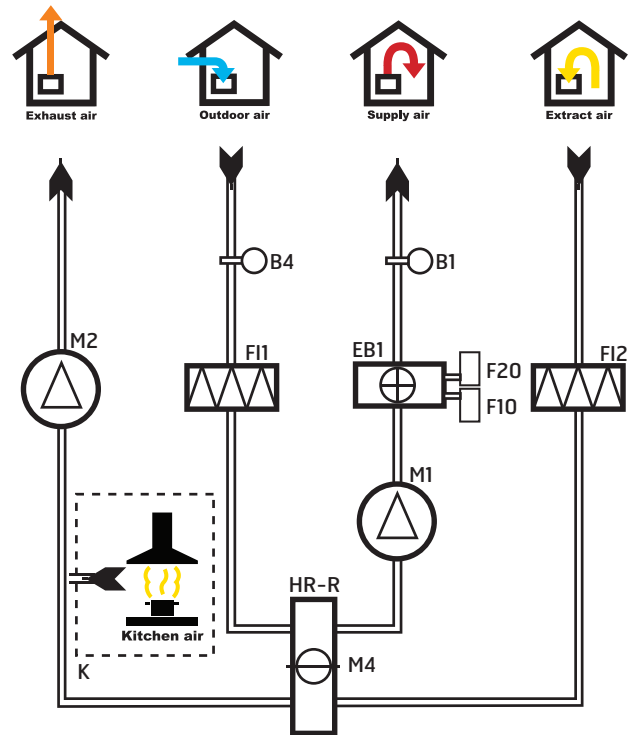 Exhaust air
Outdoor air
Supply air
Extract air
B4
B1
M2
FI1
EB1
F20
F10
FI2
M1
HR-R
Kitchen air
K
M4